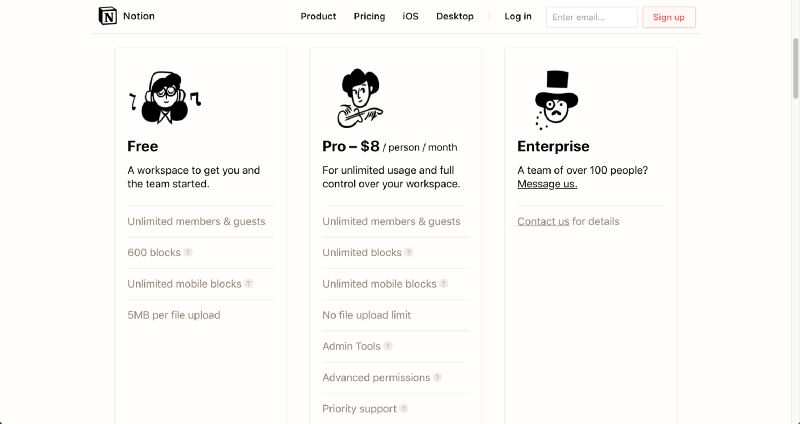 Notion
Product Pricing iOS Desktop Log in Enter email... Sign up
Free
A workspace to get you and
the team started.
Unlimited members & guests
600 blocks ?
Unlimited mobile blocks ?
5MB per file upload
Pro – $8 / person / month
For unlimited usage and full
control over your workspace.
Unlimited members & guests
Unlimited blocks ?
Unlimited mobile blocks ?
No file upload limit
Admin Tools ?
Advanced permissions ?
Priority support ?
Enterprise
A team of over 100 people?
Message us.
Contact us for details